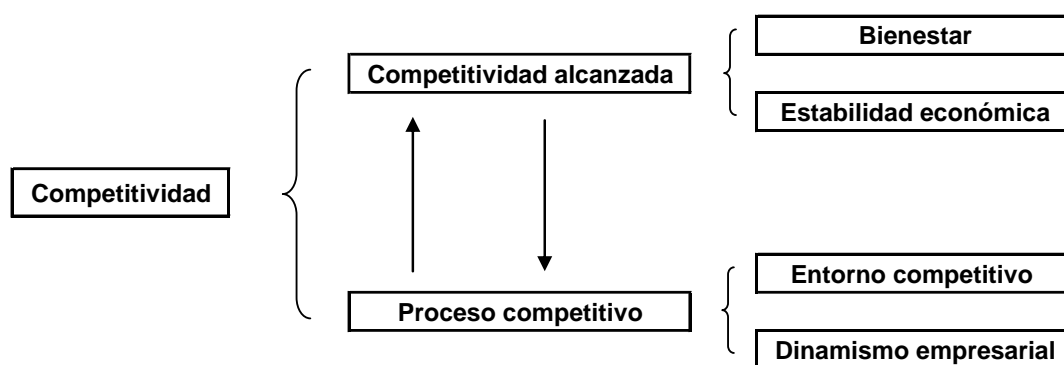 Bienestar
Competitividad alcanzada
Estabilidad económica
Competitividad
Entorno competitivo
Proceso competitivo
Dinamismo empresarial